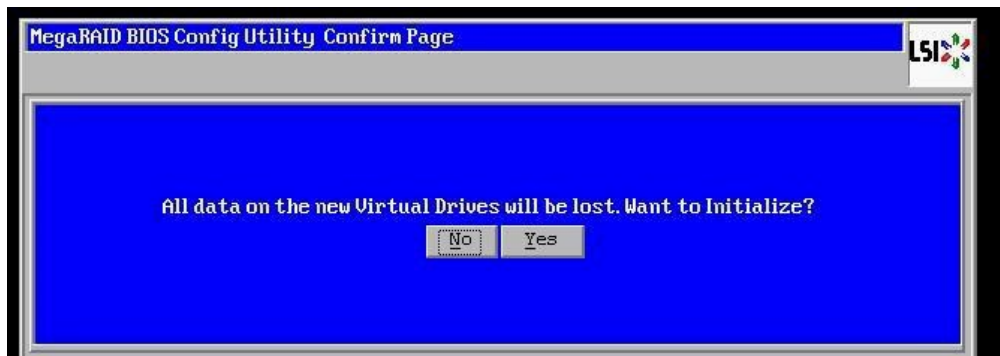 MegaRAID BIOS Config Utility Confirm Page
LSI
All data on the new Virtual Drives will be lost. Want to Initialize?
No
Yes